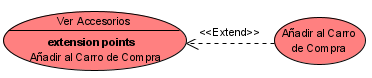 Ver Accesorios
extension points
Añadir al Carro de Compra
<<Extend>>
Añadir al Carro
de Compra